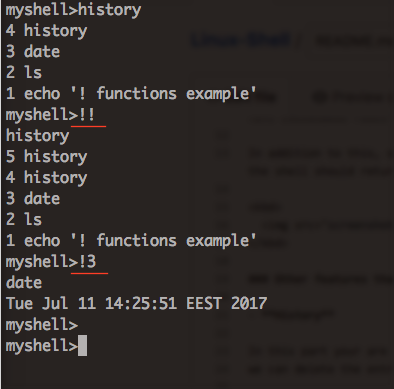 myshell>history
4 history
3 date
2 ls
1 echo '! functions example'
myshell>!!
history
5 history
4 history
3 date
2 ls
1 echo '! functions example'
myshell>!3
date
Tue Jul 11 14:25:51 EEST 2017
myshell>
myshell>